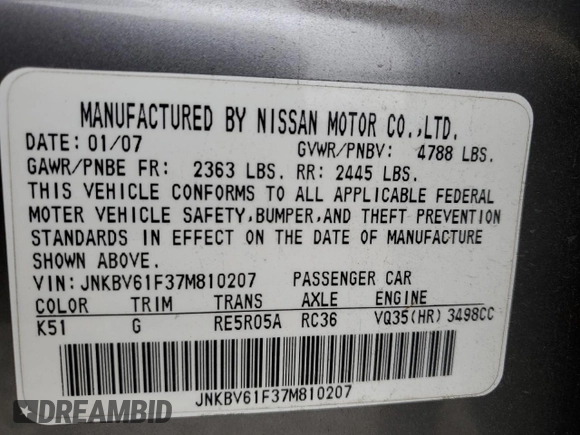 MANUFACTURED BY NISSAN MOTOR CO.,LTD.
DATE: 01/07 GVWR/PNBV: 4788 LBS.
GAWR/PNBE FR: 2363 LBS. RR: 2445 LBS.
THIS VEHICLE CONFORMS TO ALL APPLICABLE FEDERAL
MOTER VEHICLE SAFETY,BUMPER,AND THEFT PREVENTION
STANDARDS IN EFFECT ON THE DATE OF MANUFACTURE
SHOWN ABOVE.
VIN: JNKBV61F37M810207 PASSENGER CAR
COLOR TRIM TRANS AXLE ENGINE
K51 G RE5R05A RC36 VQ35(HR) 3498CC
JNKBV61F37M810207
DREAMBID